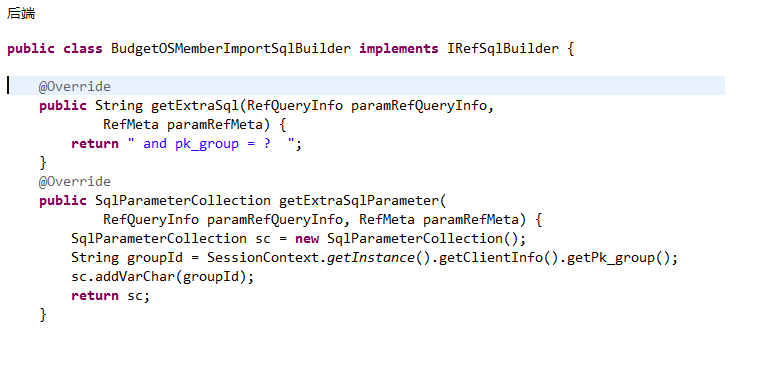 后端
public class BudgetOSMemberImportSqlBuilder implements IRefSqlBuilder {
@Override
public String getExtraSql(RefQueryInfo paramRefQueryInfo,
RefMeta paramRefMeta) {
return " and pk_group = ?  ";
}
@Override
public SqlParameterCollection getExtraSqlParameter(
RefQueryInfo paramRefQueryInfo, RefMeta paramRefMeta) {
SqlParameterCollection sc = new SqlParameterCollection();
String groupId = SessionContext.getInstance().getClientInfo().getPk_group();
sc.addVarChar(groupId);
return sc;
}